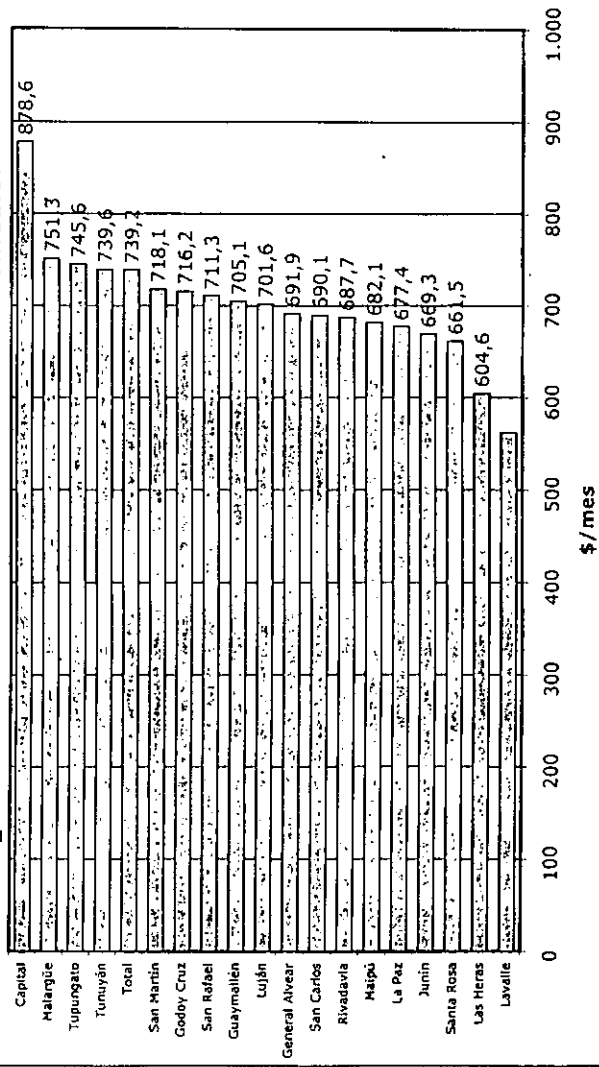 Capital 878,6
Malargüe 751,3
Tupungato 745,6
Tunuyán 739,6
Total 739,2
San Martín 718,1
Godoy Cruz 716,2
San Rafael 711,3
Guaymallén 705,1
Luján 701,6
General Alvear 691,9
San Carlos 690,1
Rivadavia 687,7
Maipú 682,1
La Paz 677,4
Junín 669,3
Santa Rosa 661,5
Las Heras 604,6
Lavalle
0 100 200 300 400 500 600 700 800 900 1.000
$/mes